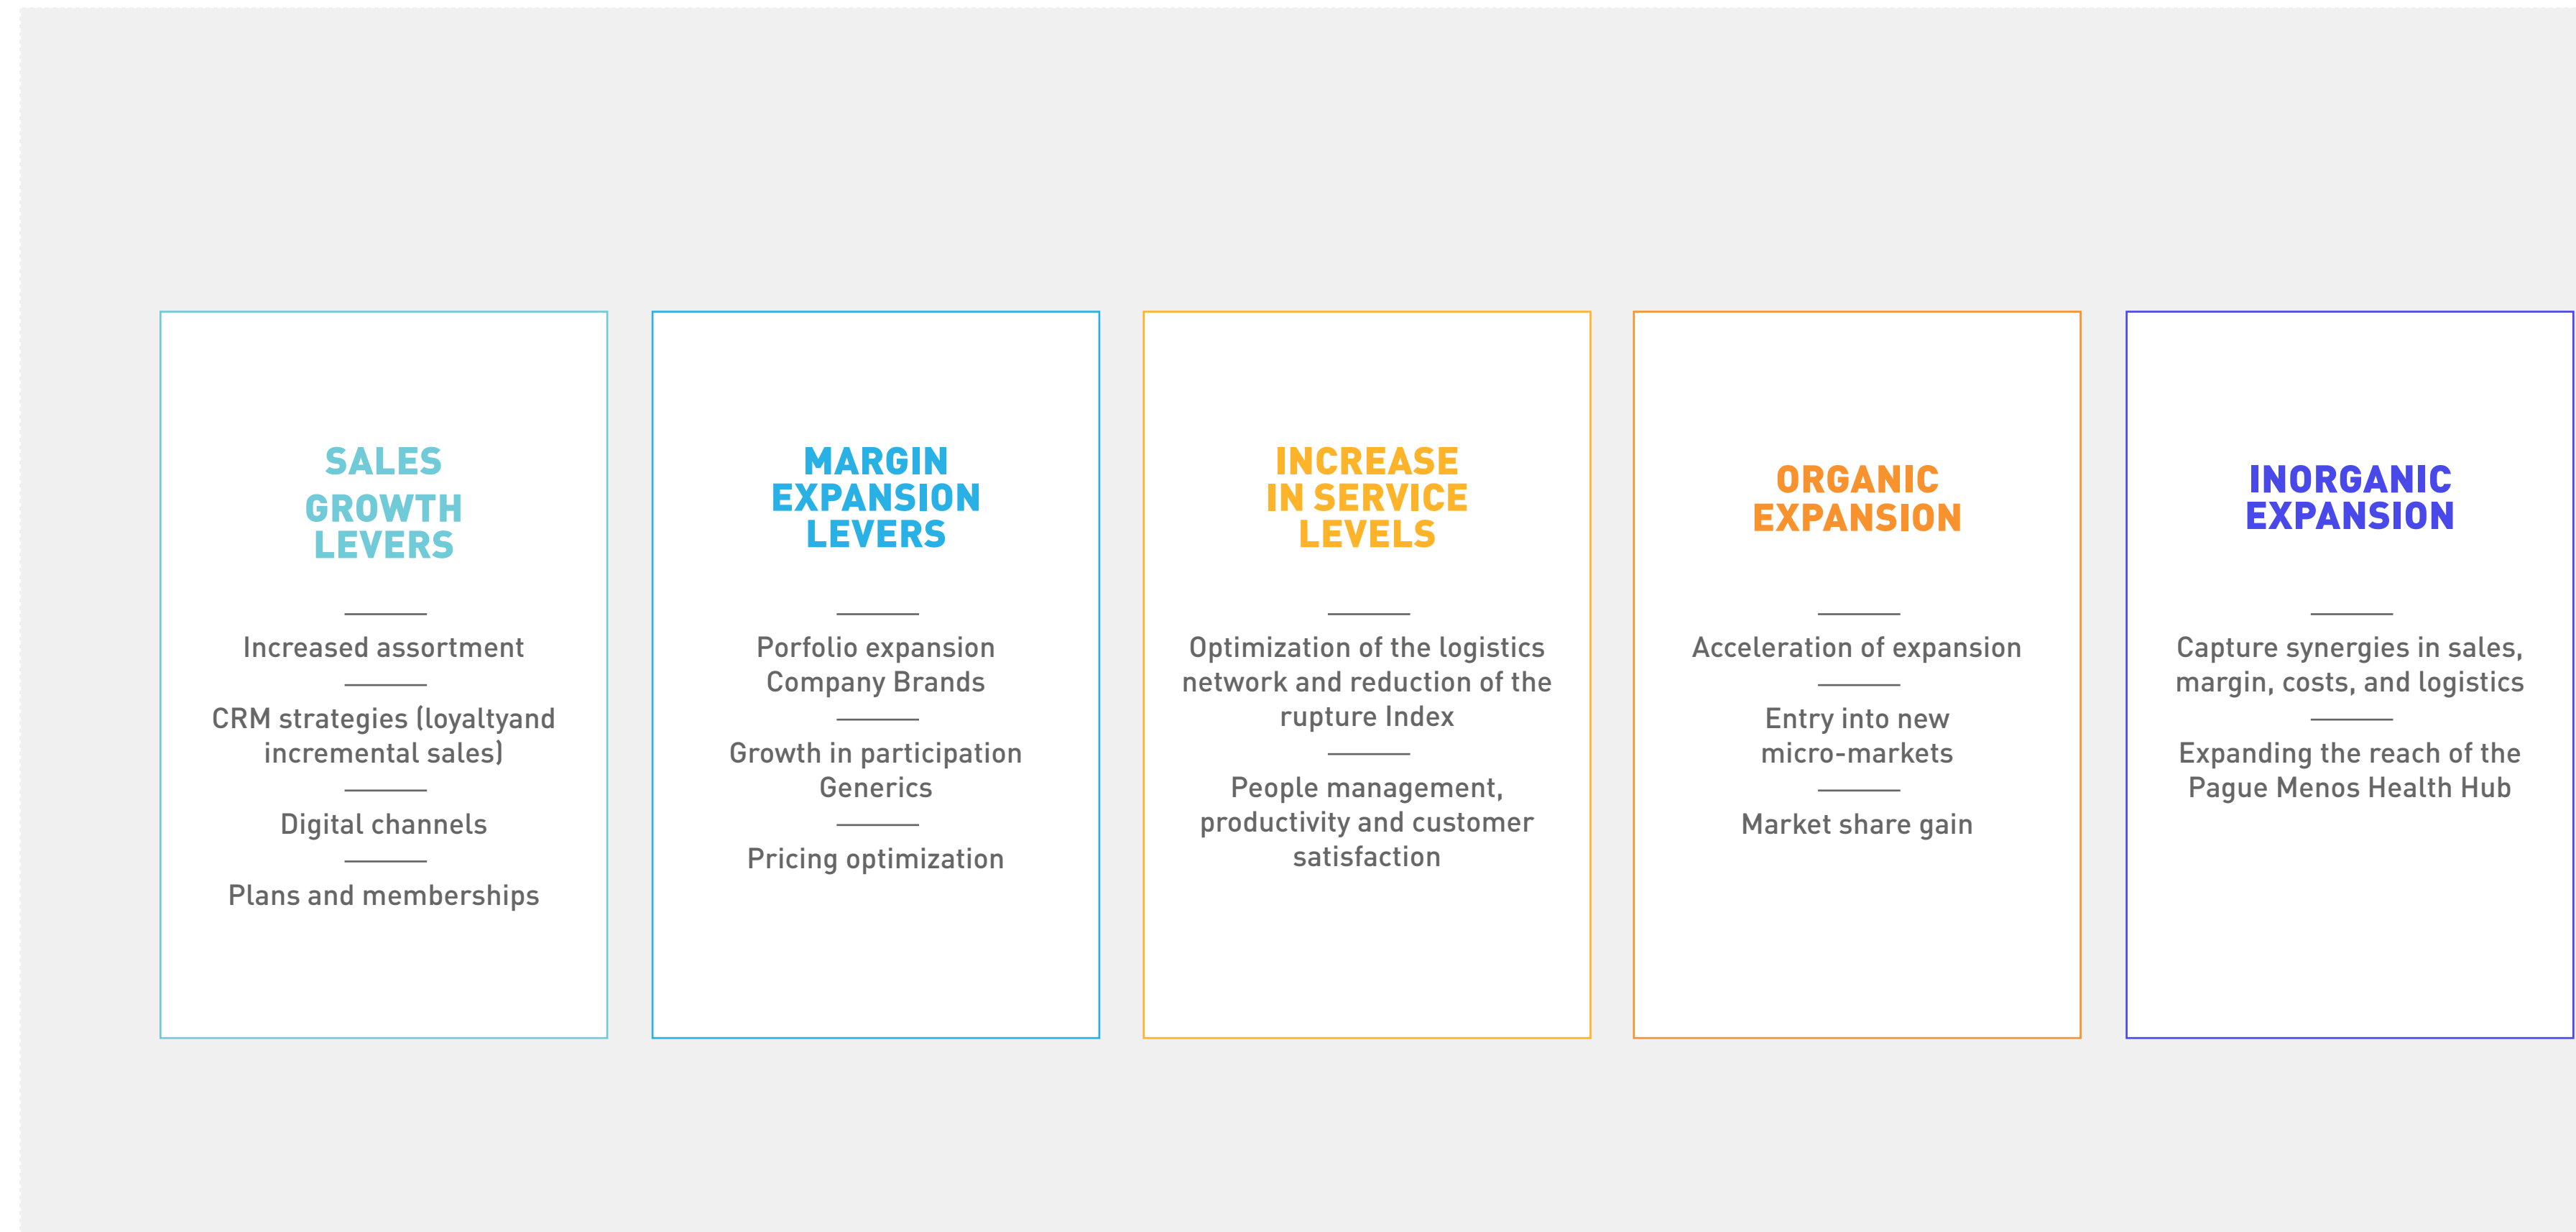 SALES
GROWTH
LEVERS
Increased assortment
CRM strategies (loyaltyand
incremental sales)
Digital channels
Plans and memberships
MARGIN
EXPANSION
LEVERS
Porfolio expansion
Company Brands
Growth in participation
Generics
Pricing optimization
INCREASE
IN SERVICE
LEVELS
Optimization of the logistics
network and reduction of the
rupture Index
People management,
productivity and customer
satisfaction
ORGANIC
EXPANSION
Acceleration of expansion
Entry into new
micro-markets
Market share gain
INORGANIC
EXPANSION
Capture synergies in sales,
margin, costs, and logistics
Expanding the reach of the
Pague Menos Health Hub